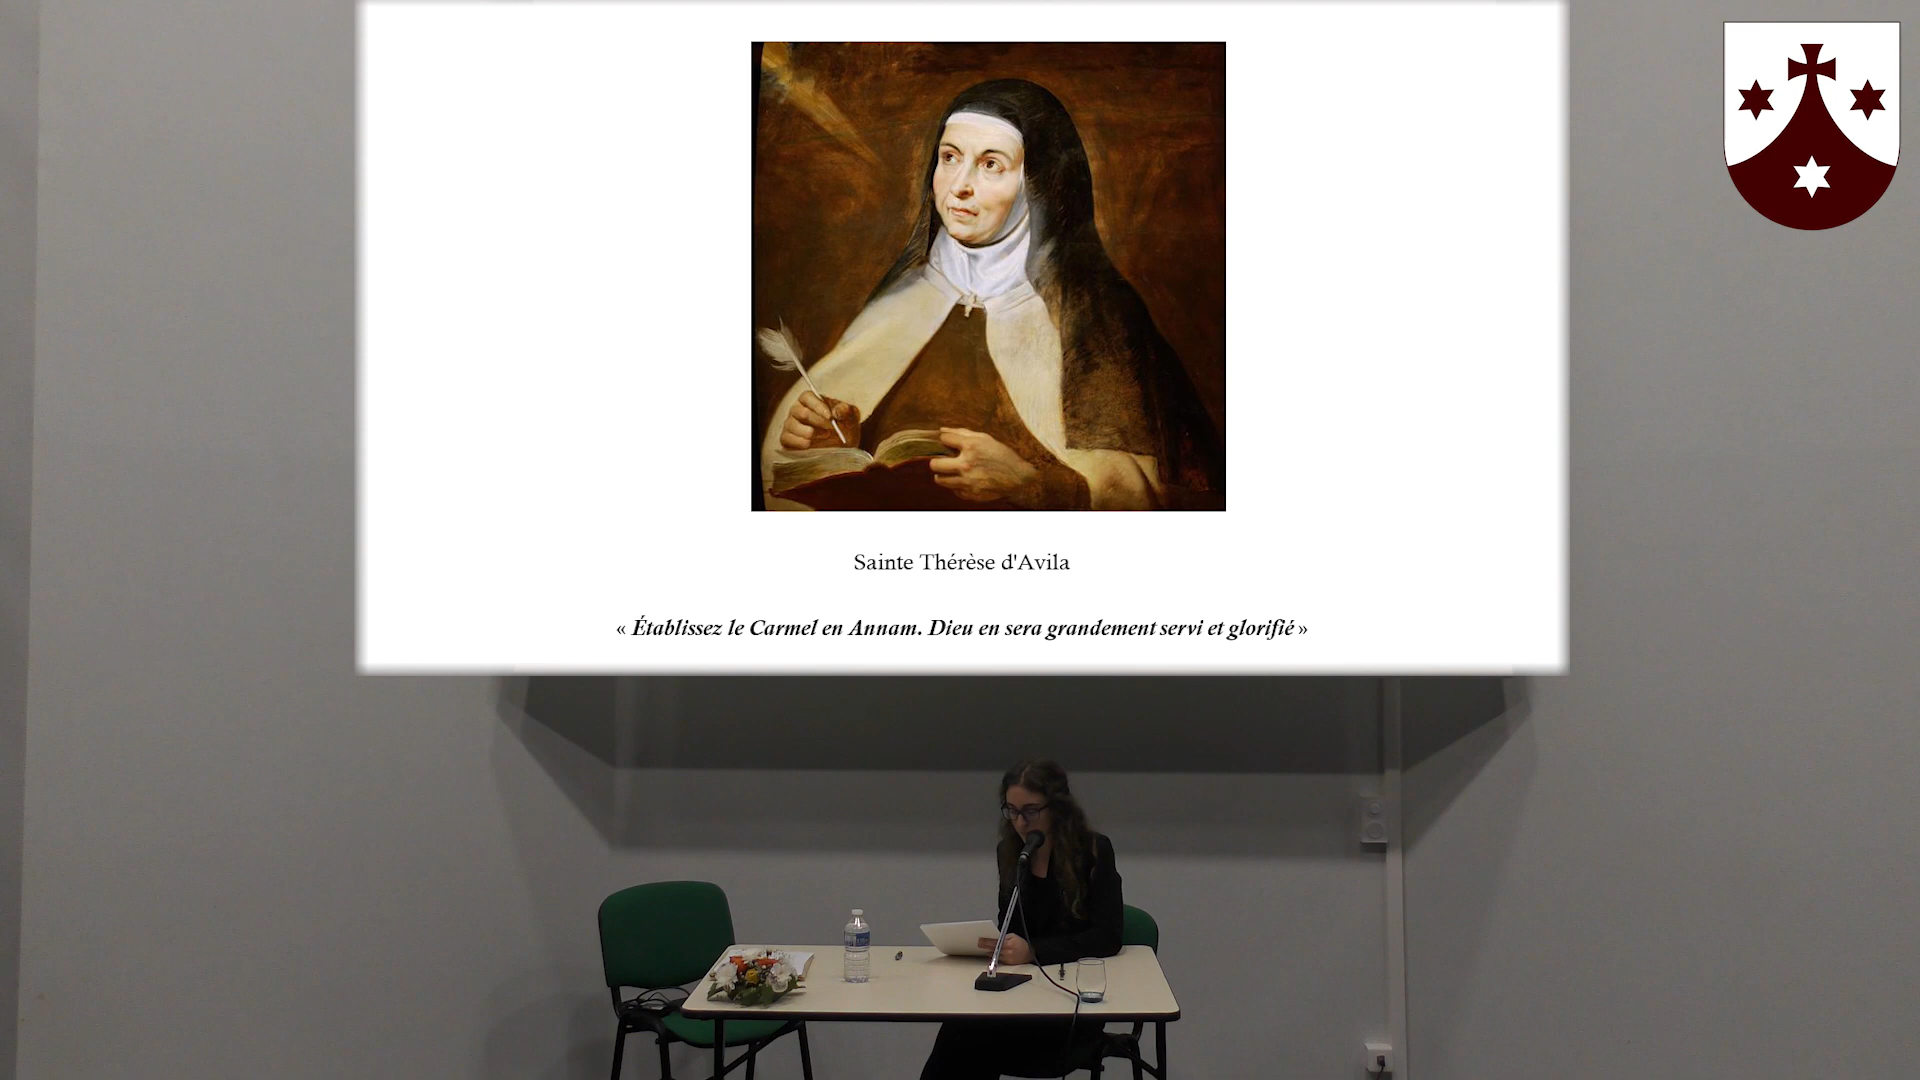 Sainte Thérèse d'Avila
« Établissez le Carmel en Annam. Dieu en sera grandement servi et glorifié »